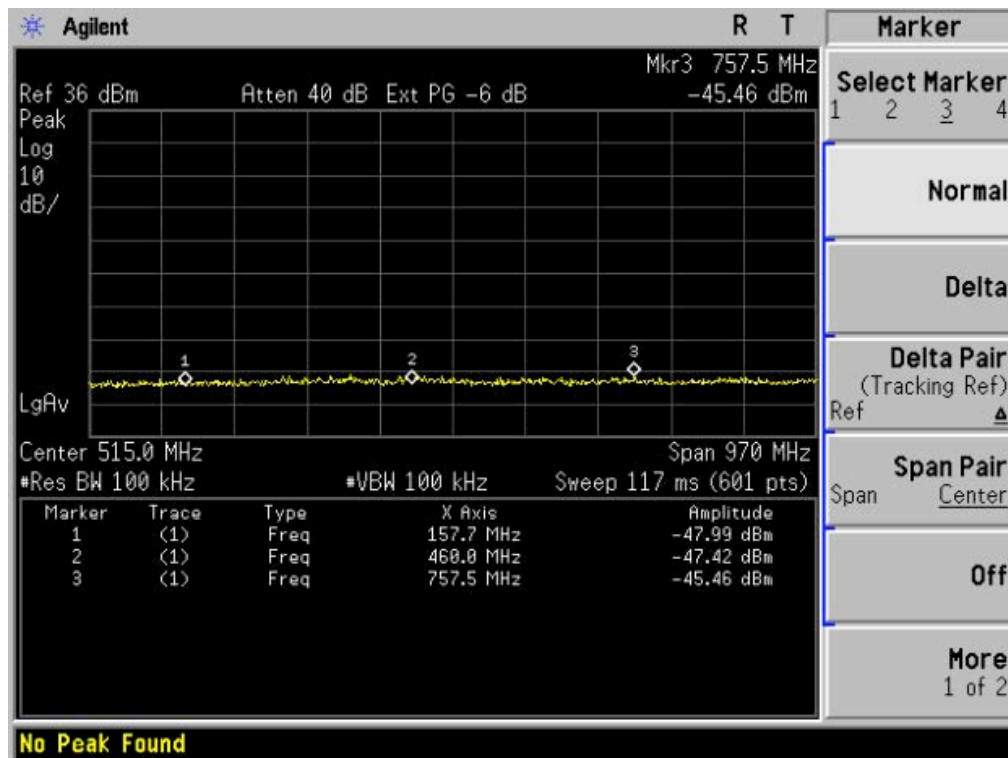 Agilent R T
Mkr3 757.5 MHz
Ref 36 dBm Atten 40 dB Ext PG -6 dB -45.46 dBm
Peak
Log
10
dB/
1 2 3
LgAv
Center 515.0 MHz Span 970 MHz
#Res BW 100 kHz #VBW 100 kHz Sweep 117 ms (601 pts)
Marker Trace Type X Axis Amplitude
1 (1) Freq 157.7 MHz -47.99 dBm
2 (1) Freq 460.0 MHz -47.42 dBm
3 (1) Freq 757.5 MHz -45.46 dBm
No Peak Found
Marker
Select Marker
1 2 3 4
Normal
Delta
Delta Pair
(Tracking Ref)
Ref Δ
Span Pair
Span Center
Off
More
1 of 2